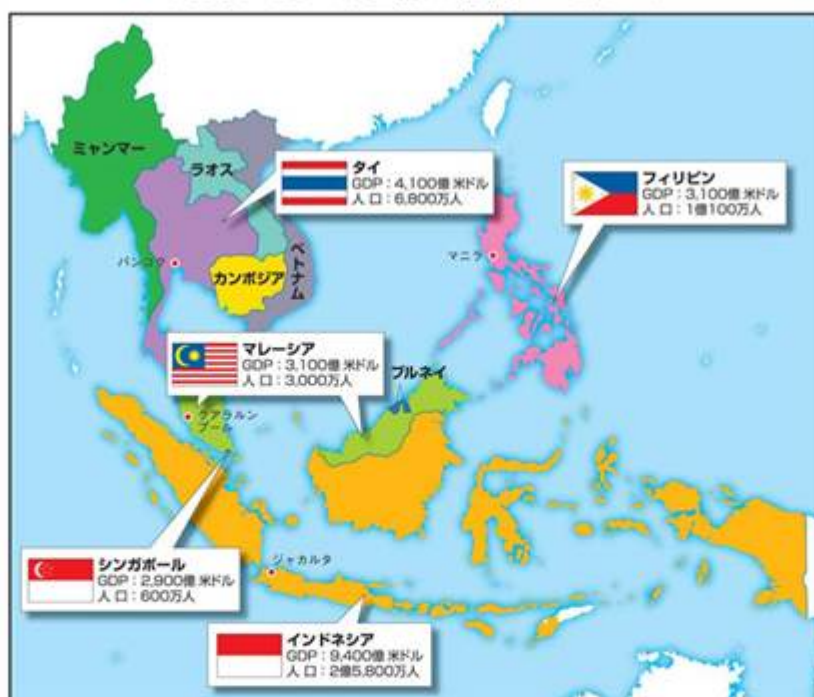 ミャンマー
ラオス
タイ
GDP：4,100億 米ドル
人 口：6,800万人
フィリピン
GDP：3,100億 米ドル
人 口：1億100万人
バンコク
カンボジア
ベトナム
マニラ
マレーシア
GDP：3,100億 米ドル
人 口：3,000万人
ブルネイ
クアラルン
プール
シンガポール
GDP：2,900億 米ドル
人 口：600万人
ジャカルタ
インドネシア
GDP：9,400億 米ドル
人 口：2億5,800万人